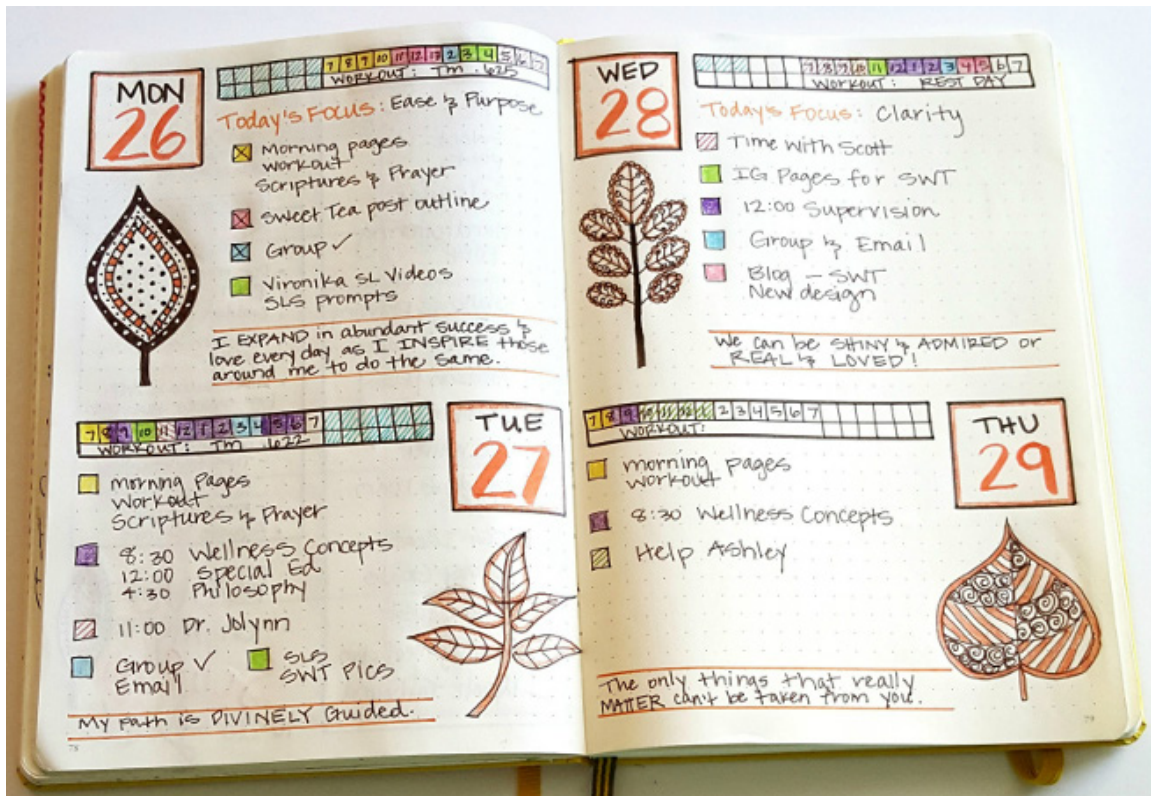 MON
26
7 8 9 10 11 12 1 2 3 4 5 6 7
WORKOUT: TM .625
Today's Focus: Ease & Purpose
Morning pages
workout
Scriptures & Prayer
Sweet Tea post outline
Group ✓
Vironika SL Videos
SLS prompts
I EXPAND in abundant success &
love every day as I INSPIRE those
around me to do the same.
7 8 9 10 11 12 1 2 3 4 5 6 7
WORKOUT: TM .622
TUE
27
morning pages
workout
Scriptures & Prayer
8:30 Wellness Concepts
12:00 Special Ed
4:30 Philosophy
11:00 Dr. Jolynn
Group ✓
Email
SLS
SWT Pics
My path is DIVINELY Guided.
78
WED
28
7 8 9 10 11 12 1 2 3 4 5 6 7
WORKOUT: REST DAY
Today's Focus: Clarity
Time with Scott
IG Pages for SWT
12:00 Supervision
Group & Email
Blog - SWT
New design
We can be SHINY & ADMIRED or
REAL & LOVED!
7 8 9 10 11 12 1 2 3 4 5 6 7
WORKOUT:
THU
29
morning pages
workout
8:30 Wellness Concepts
Help Ashley
The only things that really
MATTER can't be taken from you.
79